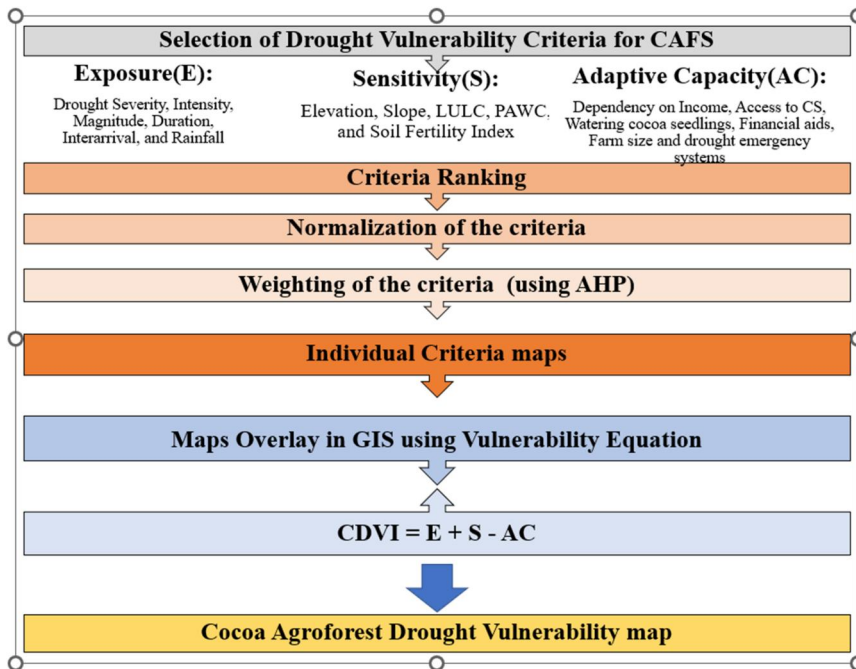 Selection of Drought Vulnerability Criteria for CAFS
Exposure(E):
Drought Severity, Intensity,
Magnitude, Duration,
Interarrival, and Rainfall
Sensitivity(S):
Elevation, Slope, LULC, PAWC,
and Soil Fertility Index
Adaptive Capacity(AC):
Dependency on Income, Access to CS,
Watering cocoa seedlings, Financial aids,
Farm size and drought emergency
systems
Criteria Ranking
Normalization of the criteria
Weighting of the criteria (using AHP)
Individual Criteria maps
Maps Overlay in GIS using Vulnerability Equation
CDVI = E + S - AC
Cocoa Agroforest Drought Vulnerability map